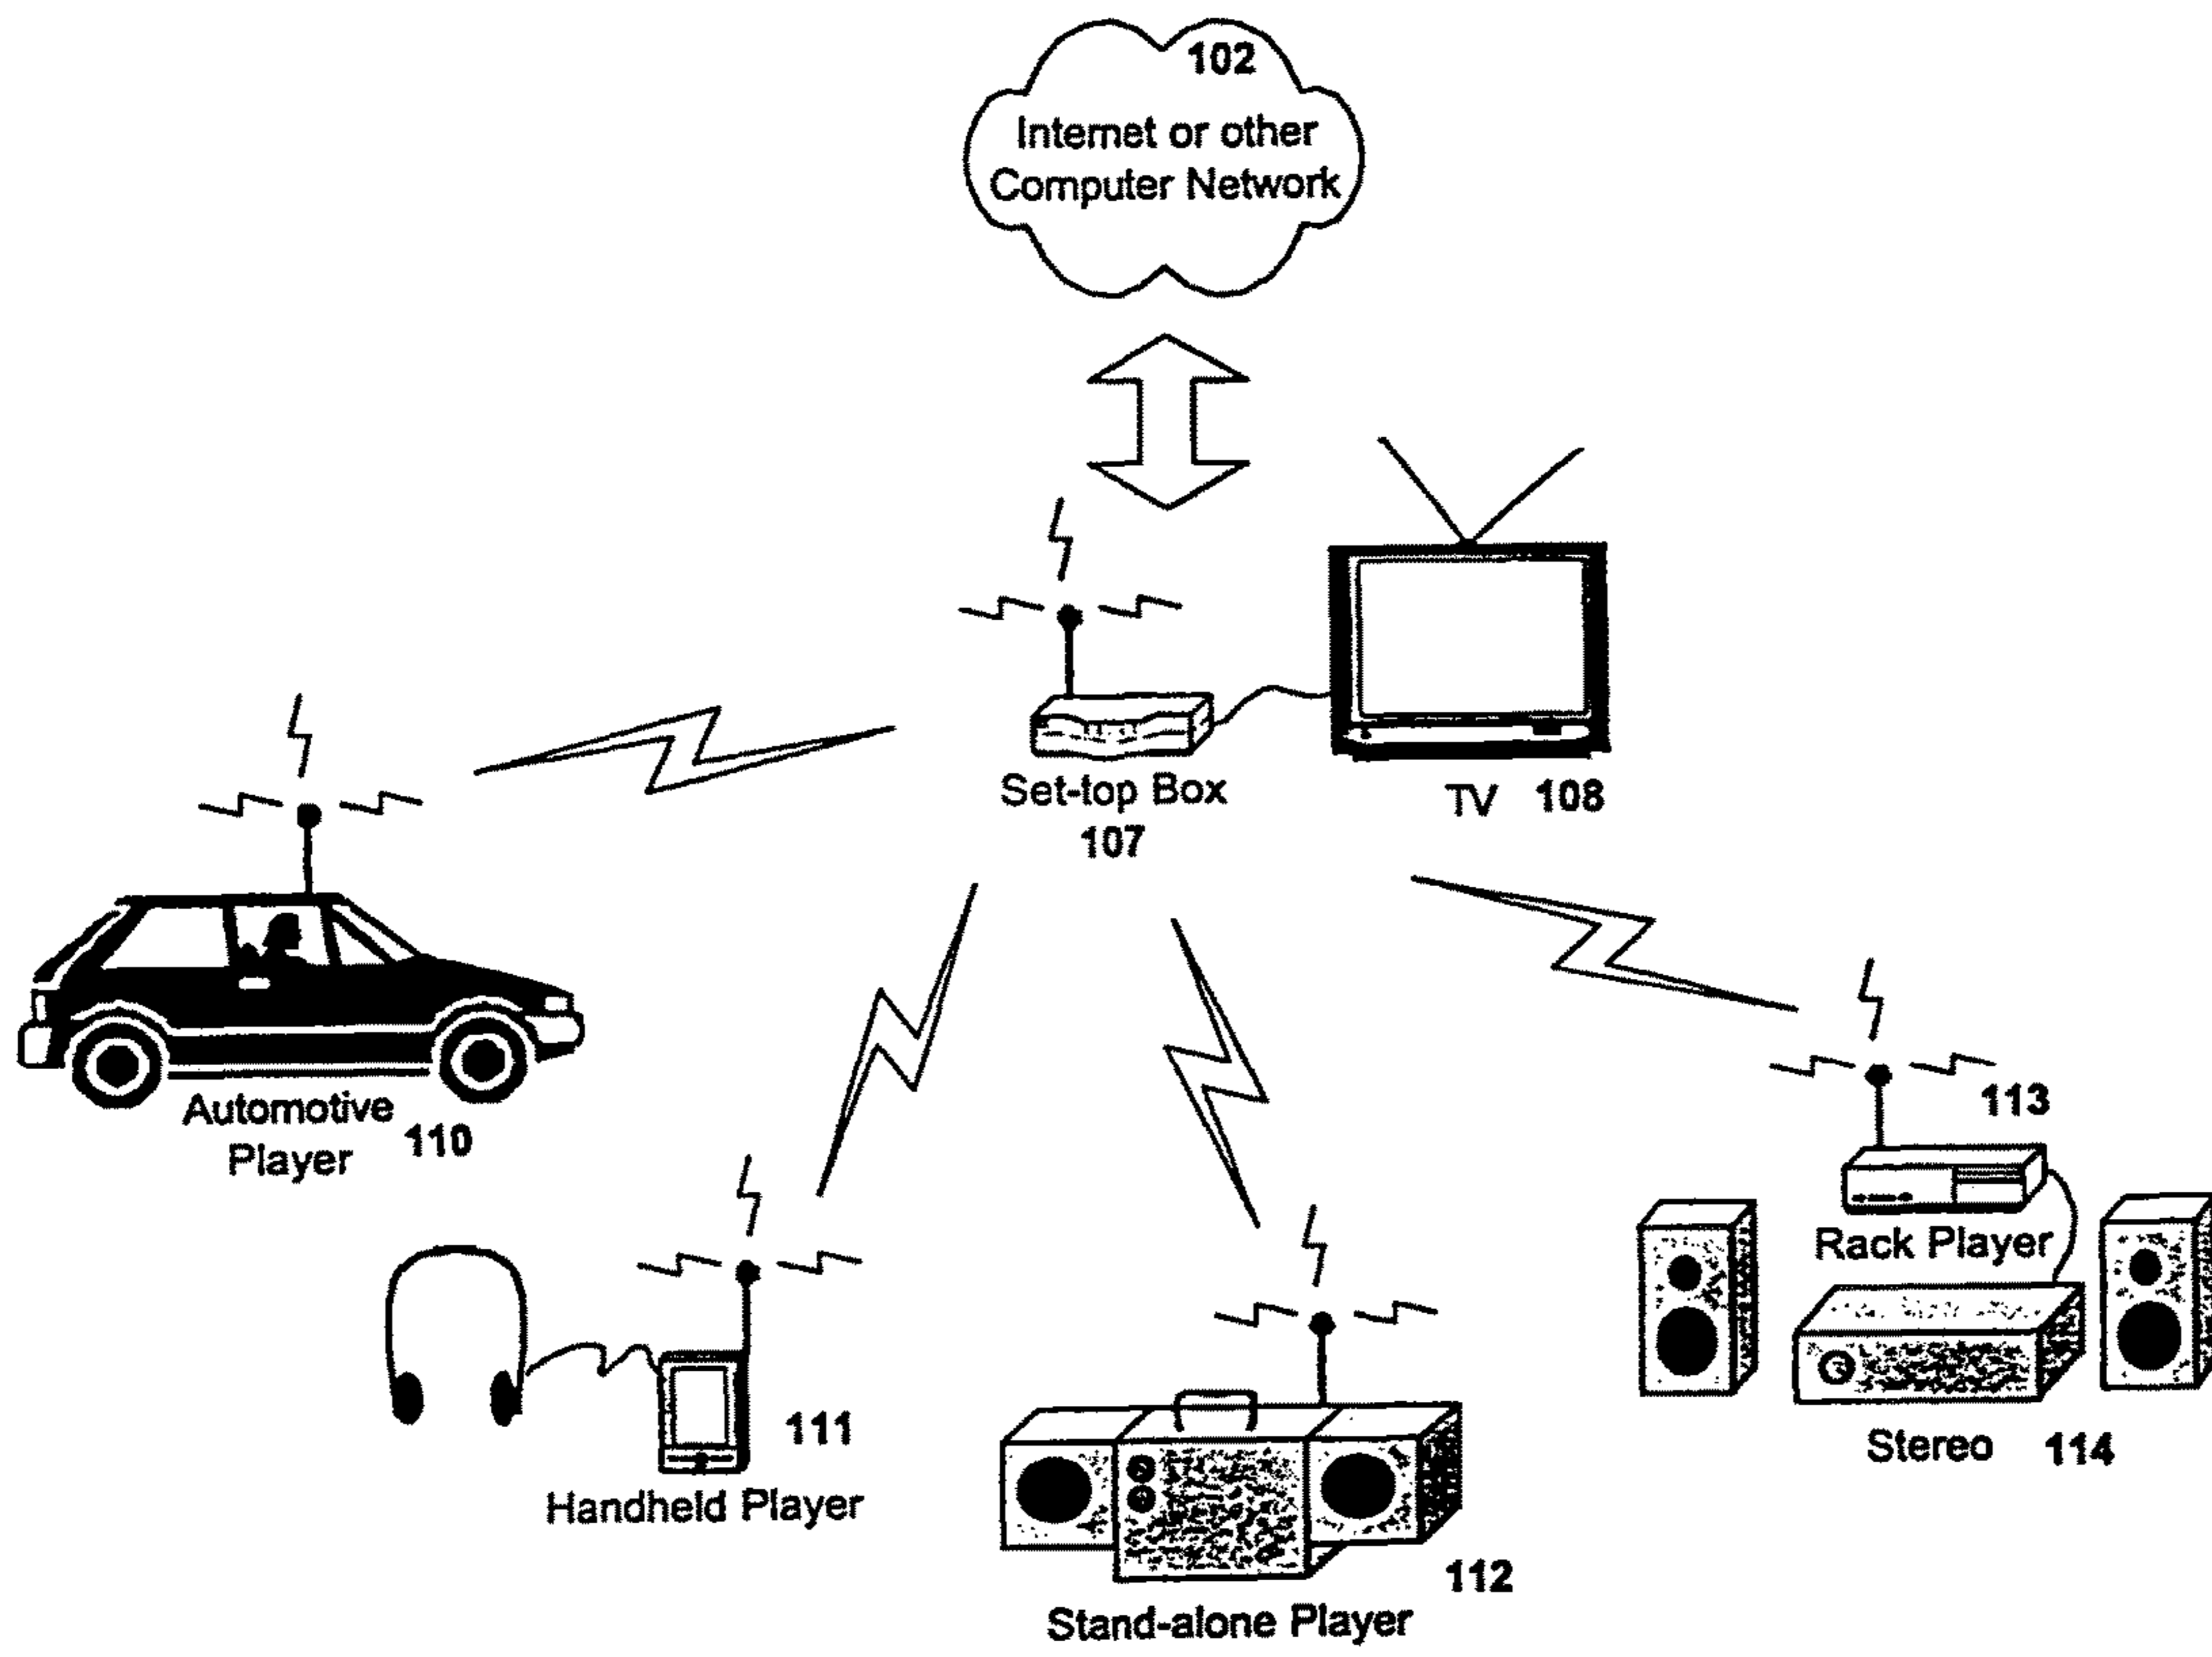 102
Internet or other
Computer Network
Set-top Box
107
TV 108
Automotive
Player
110
113
Rack Player
111
Handheld Player
Stereo 114
112
Stand-alone Player